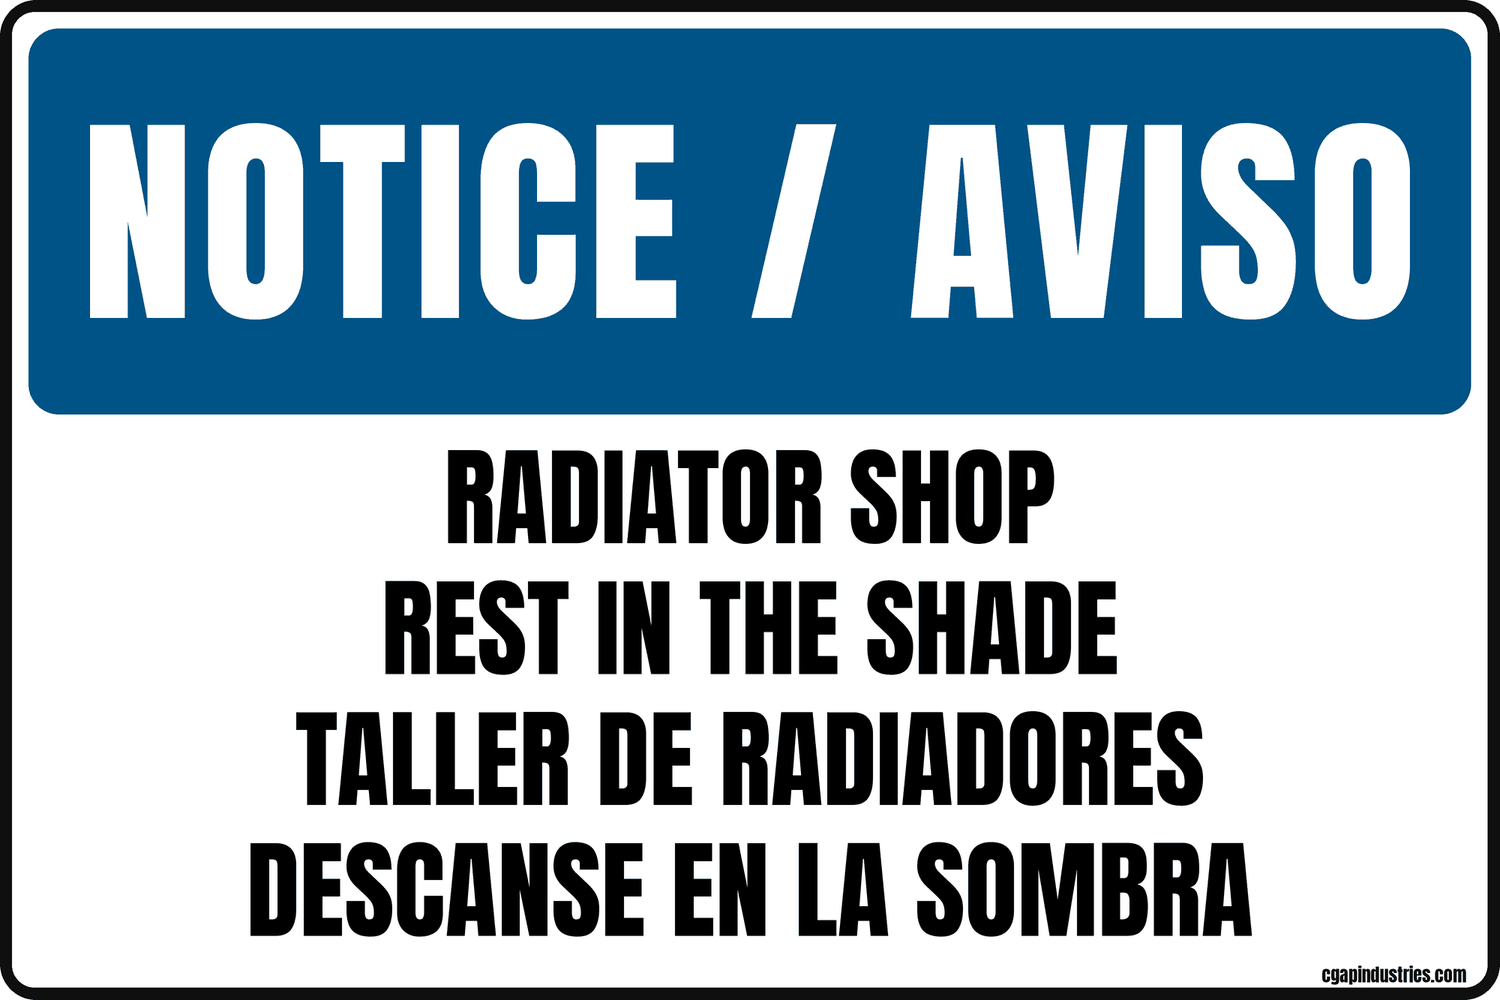 NOTICE / AVISO
RADIATOR SHOP
REST IN THE SHADE
TALLER DE RADIADORES
DESCANSE EN LA SOMBRA
cgapindustries.com